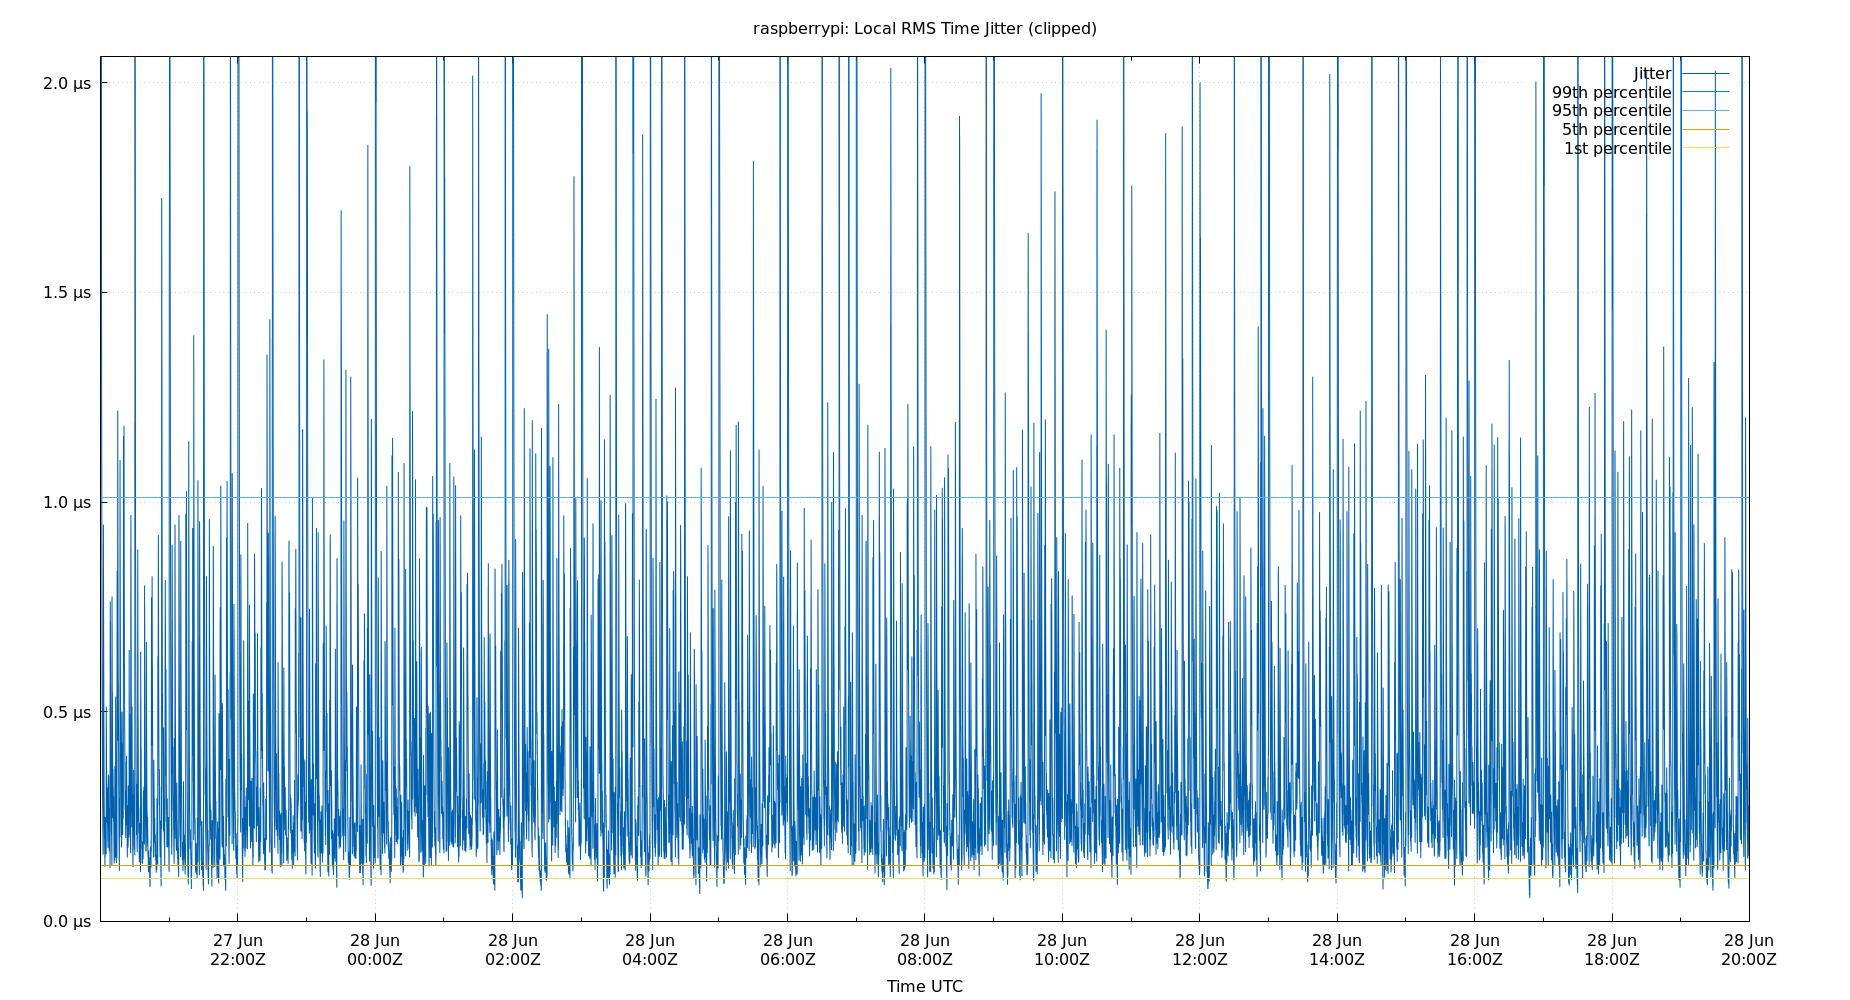 raspberrypi: Local RMS Time Jitter (clipped)
2.0 µs
1.5 µs
1.0 µs
0.5 µs
0.0 µs
Jitter
99th percentile
95th percentile
5th percentile
1st percentile
27 Jun
22:00Z
28 Jun
00:00Z
28 Jun
02:00Z
28 Jun
04:00Z
28 Jun
06:00Z
28 Jun
08:00Z
28 Jun
10:00Z
28 Jun
12:00Z
28 Jun
14:00Z
28 Jun
16:00Z
28 Jun
18:00Z
28 Jun
20:00Z
Time UTC